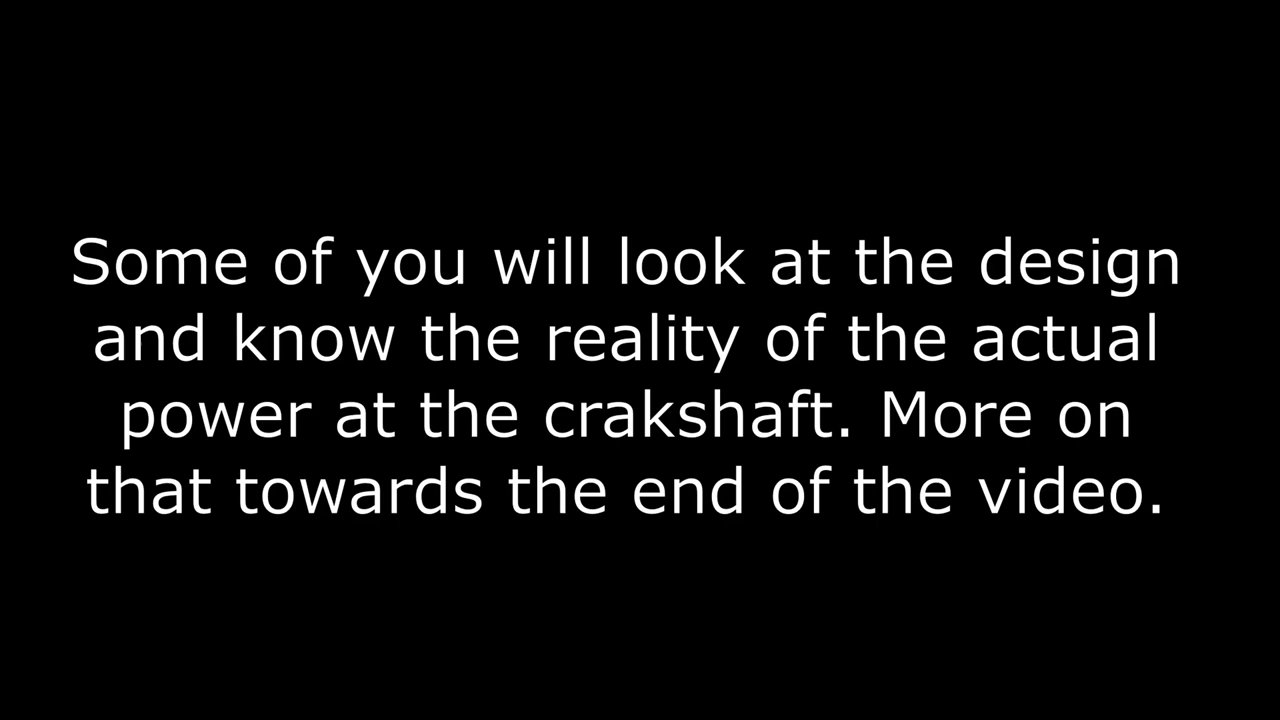 Some of you will look at the design
and know the reality of the actual
power at the crakshaft. More on
that towards the end of the video.